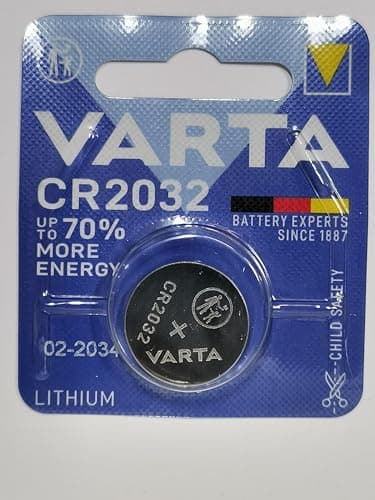 VARTA
CR2032
UP TO 70%
MORE
ENERGY
BATTERY EXPERTS
SINCE 1887
CR2032
+
VARTA
02-2034
CHILD SAFETY
LITHIUM